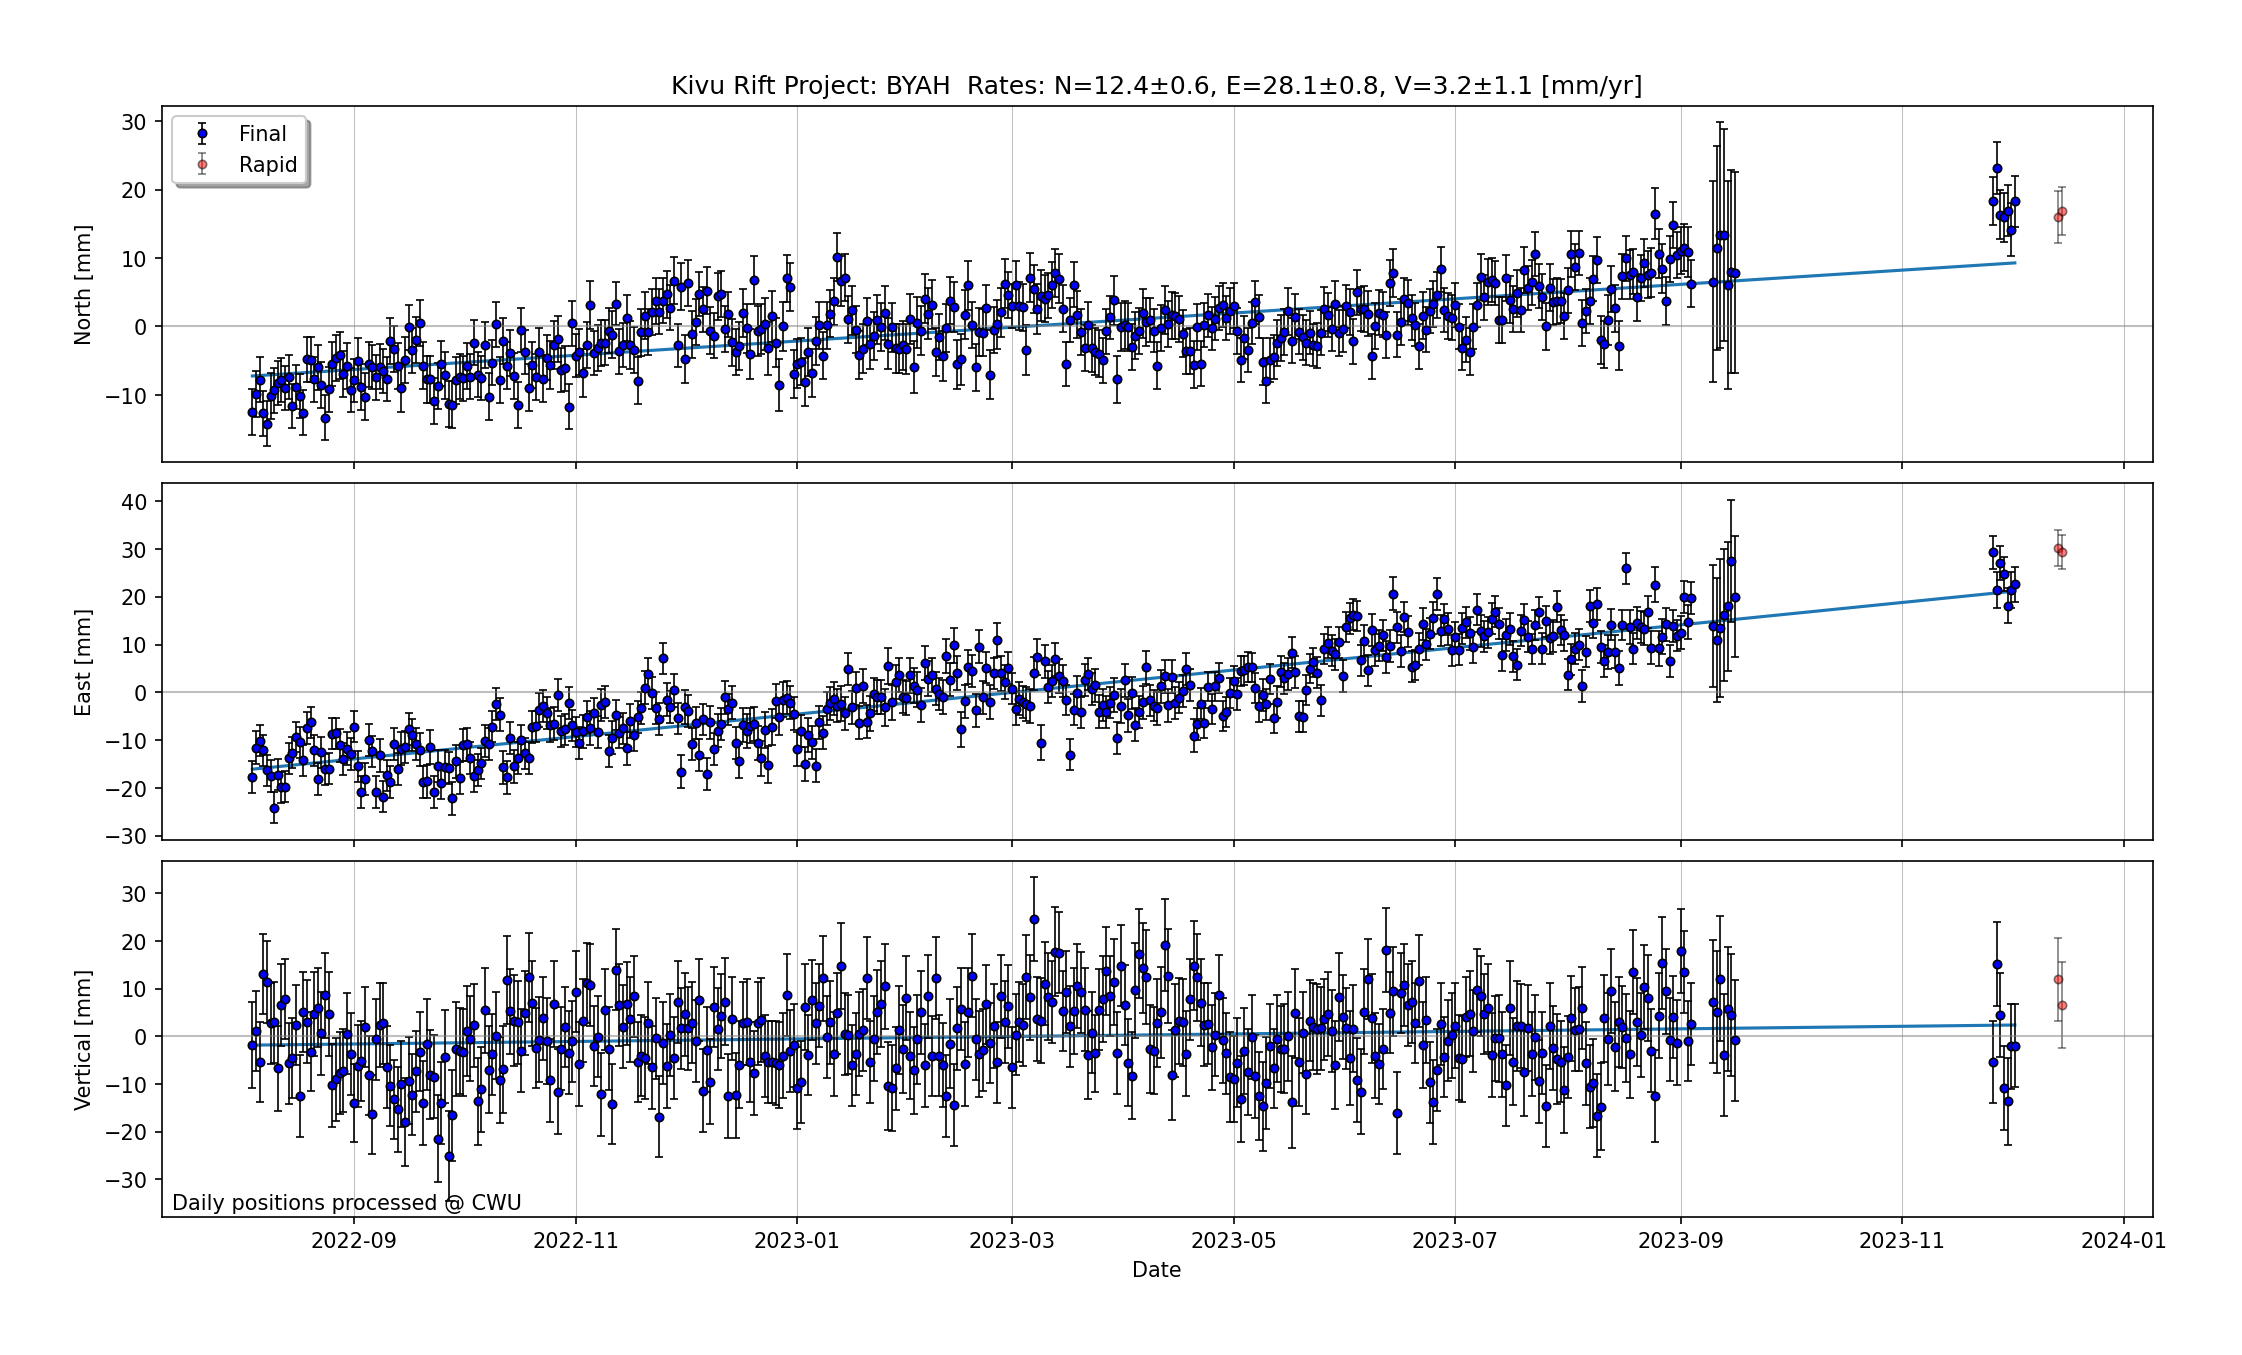 Kivu Rift Project: BYAH  Rates: N=12.4±0.6, E=28.1±0.8, V=3.2±1.1 [mm/yr]
Final
Rapid
North [mm]
30
20
10
0
−10
East [mm]
40
30
20
10
0
−10
−20
−30
Vertical [mm]
30
20
10
0
−10
−20
−30
Daily positions processed @ CWU
2022-09 2022-11 2023-01 2023-03 2023-05 2023-07 2023-09 2023-11 2024-01
Date